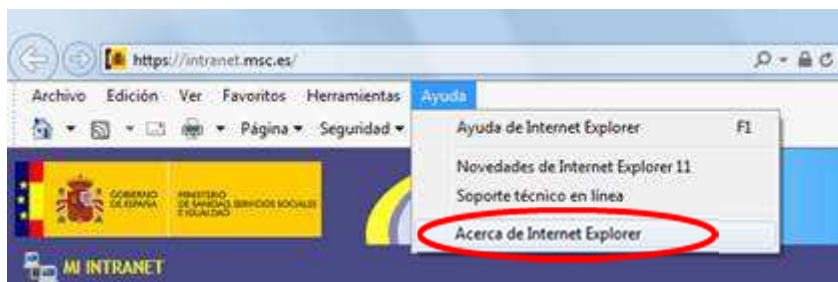 https://intranet.msc.es/
Archivo Edición Ver Favoritos Herramientas Ayuda
Página Seguridad
Ayuda de Internet Explorer F1
Novedades de Internet Explorer 11
Soporte técnico en línea
Acerca de Internet Explorer
GOBIERNO
DE ESPAÑA
MINISTERIO
DE SANIDAD, SERVICIOS SOCIALES
E IGUALDAD
MI INTRANET